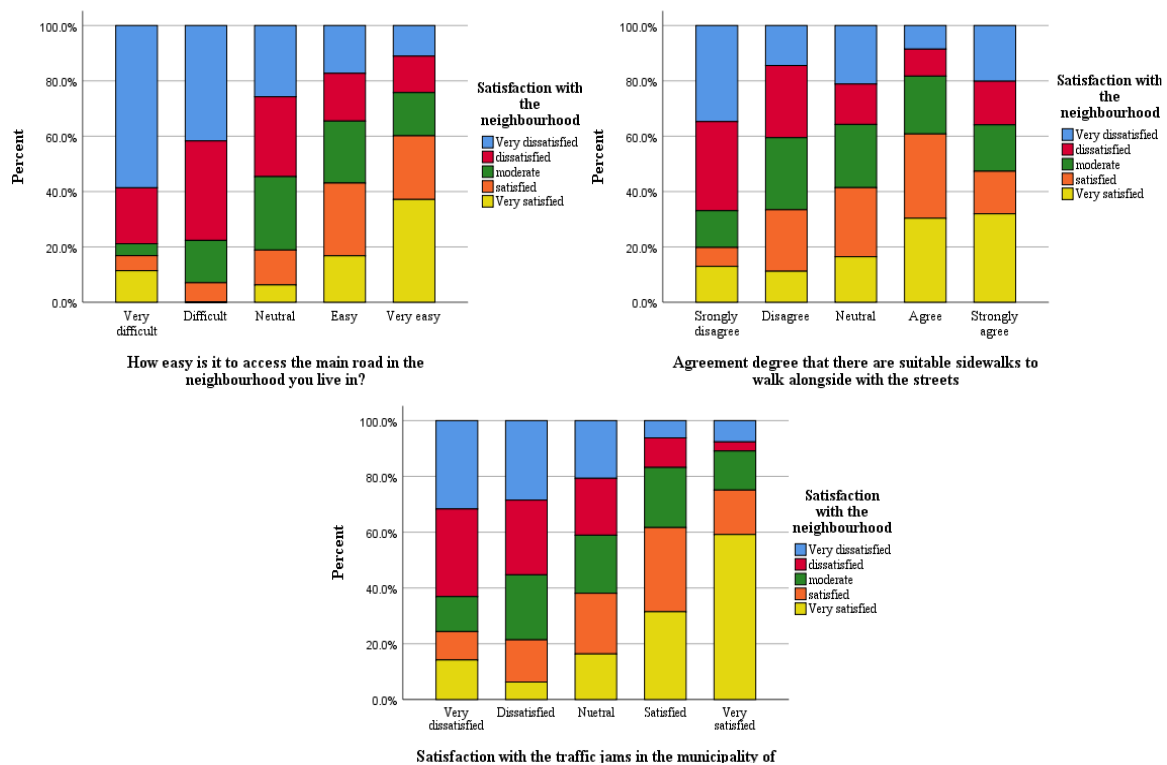 100.0%
80.0%
60.0%
40.0%
20.0%
0.0%
Percent
Very difficult
Difficult
Neutral
Easy
Very easy
How easy is it to access the main road in the
neighbourhood you live in?
Satisfaction with
the
neighbourhood
Very dissatisfied
dissatisfied
moderate
satisfied
Very satisfied
100.0%
80.0%
60.0%
40.0%
20.0%
0.0%
Percent
Srongly disagree
Disagree
Neutral
Agree
Strongly agree
Agreement degree that there are suitable sidewalks to
walk alongside with the streets
Satisfaction with
the
neighbourhood
Very dissatisfied
dissatisfied
moderate
satisfied
Very satisfied
100.0%
80.0%
60.0%
40.0%
20.0%
0.0%
Percent
Very dissatisfied
Dissatisfied
Nuetral
Satisfied
Very satisfied
Satisfaction with the traffic jams in the municipality of
Satisfaction
with the
neighbourhood
Very dissatisfied
dissatisfied
moderate
satisfied
Very satisfied